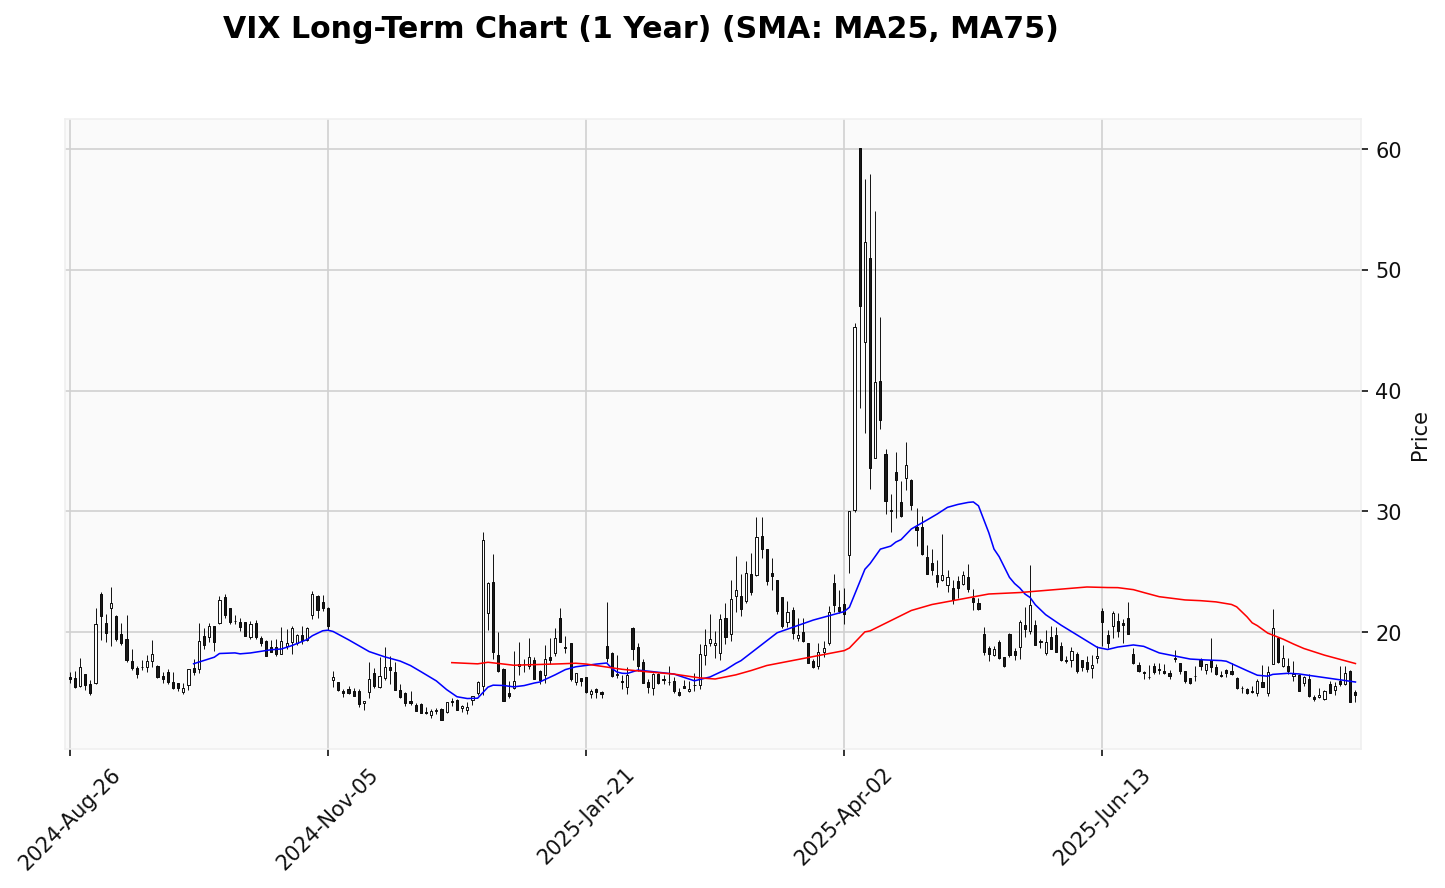 VIX Long-Term Chart (1 Year) (SMA: MA25, MA75)
60
50
40
30
20
Price
2024-Aug-26
2024-Nov-05
2025-Jan-21
2025-Apr-02
2025-Jun-13